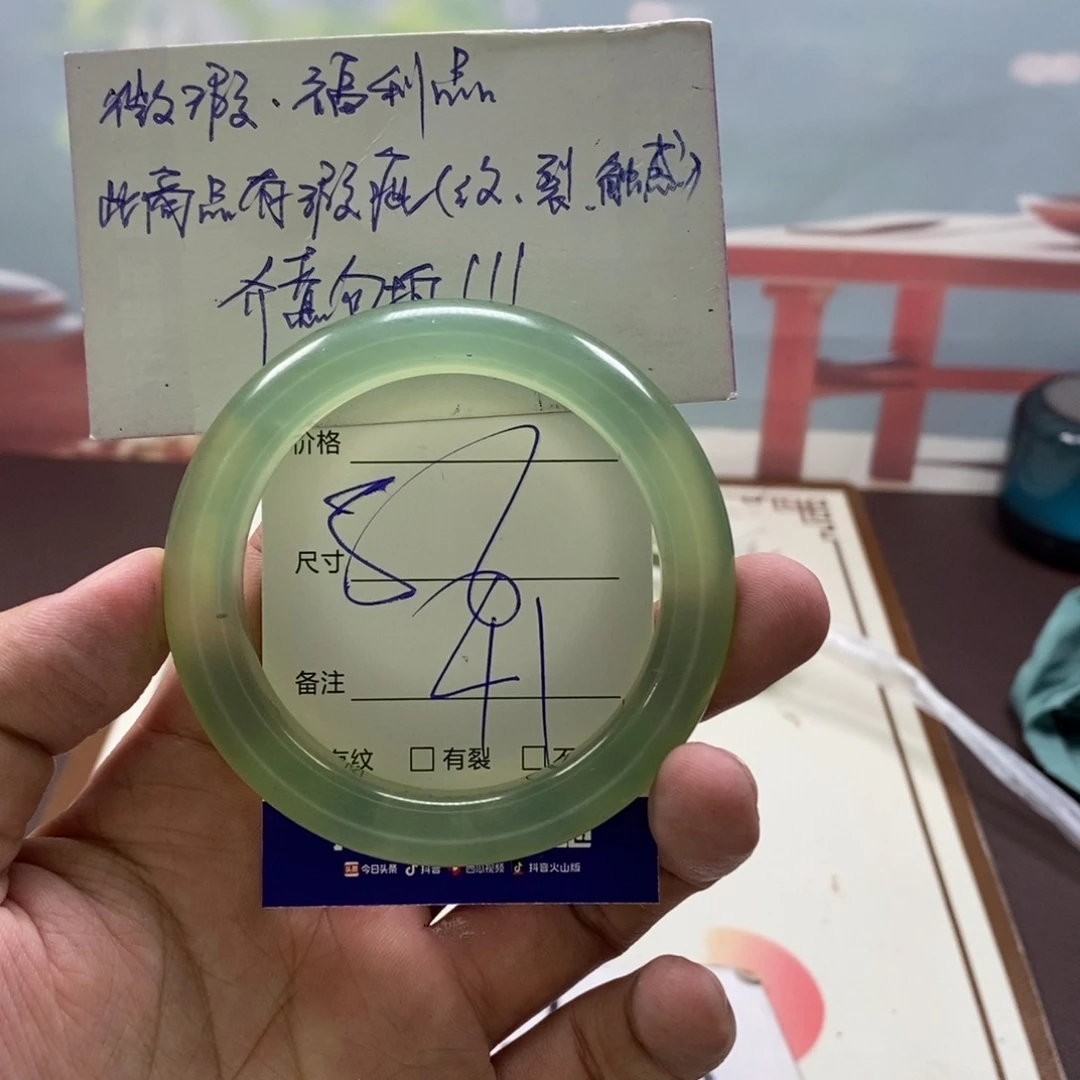 微瑕.福利品
此商品有瑕疵(纹、裂、触感)
介意勿拍!!!
价格
尺寸 57
备注 41
纹 □有裂 □
今日头条 抖音 西瓜视频 抖音火山版